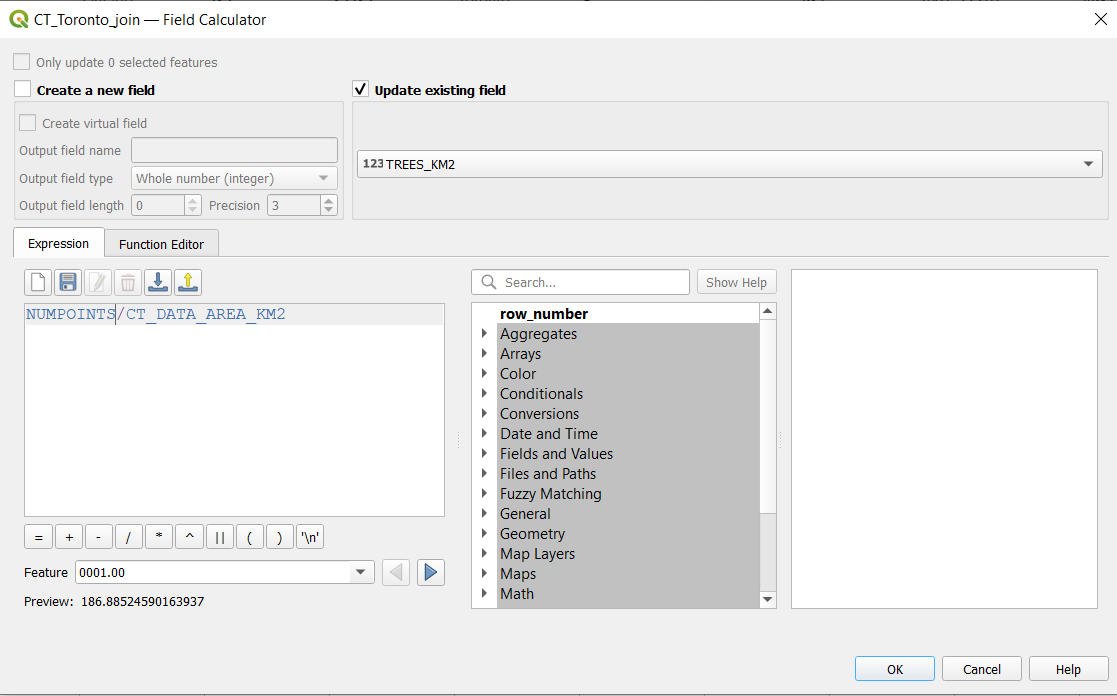 CT_Toronto_join — Field Calculator
Only update 0 selected features
Create a new field
Update existing field
Create virtual field
Output field name
123 TREES_KM2
Output field type Whole number (integer)
Output field length 0 Precision 3
Expression Function Editor
Search... Show Help
NUMPOINTS/CT_DATA_AREA_KM2
row_number
Aggregates
Arrays
Color
Conditionals
Conversions
Date and Time
Fields and Values
Files and Paths
Fuzzy Matching
General
Geometry
Map Layers
Maps
Math
= + - / * ^ || ( ) '\n'
Feature 0001.00
Preview: 186.88524590163937
OK Cancel Help